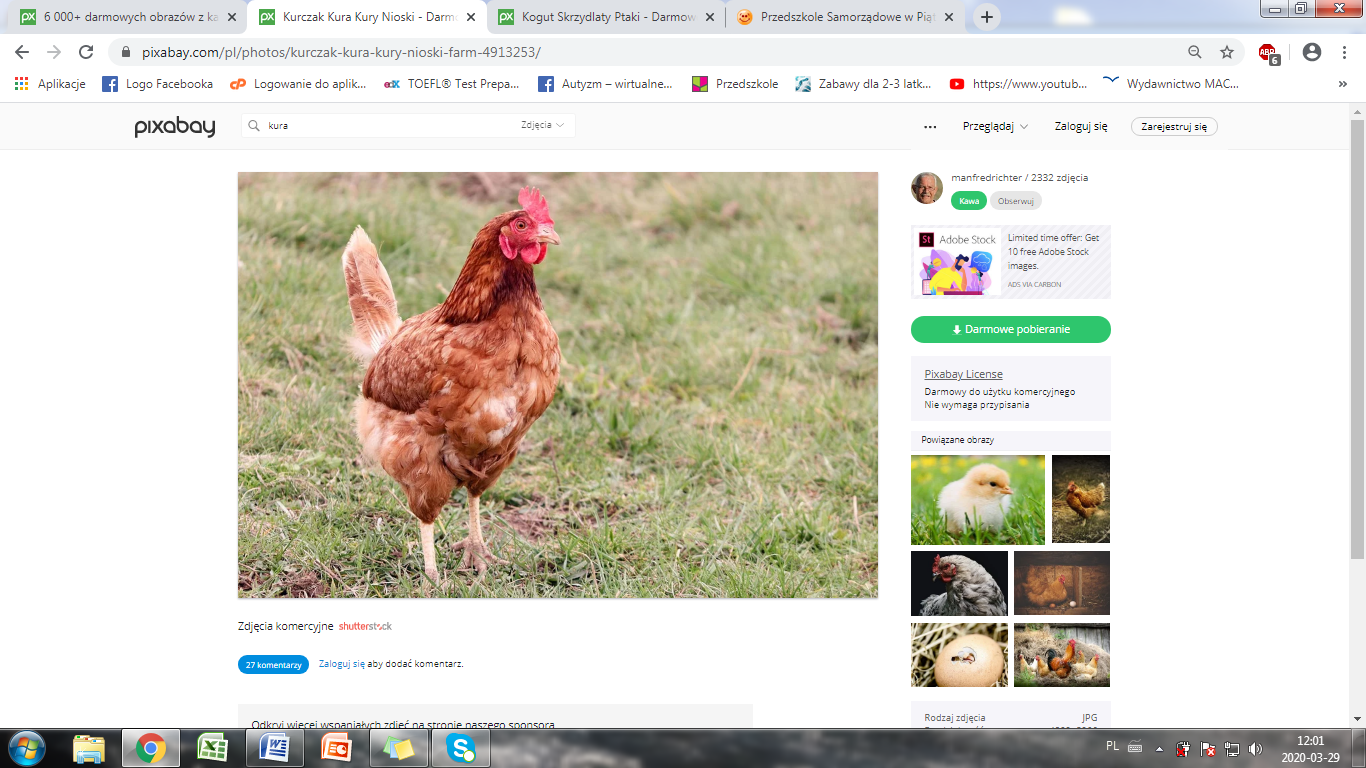 6 000+ darmowych obrazów z ka
Kurczak Kura Kury Nioski - Darmo
Kogut Skrzydlaty Ptaki - Darmow
Przedszkole Samorządowe w Piąt
pixabay.com/pl/photos/kurczak-kura-kury-nioski-farm-4913253/
ABP
6
Aplikacje
Logo Facebooka
Logowanie do aplik...
edX
TOEFL® Test Prepa...
Autyzm – wirtualne...
Przedszkole
Zabawy dla 2-3 latk...
https://www.youtub...
Wydawnictwo MAC...
»
pixabay
kura
Zdjęcia
Przeglądaj
Zaloguj się
Zarejestruj się
manfredrichter / 2332 zdjęcia
Kawa
Obserwuj
St Adobe Stock
Limited time offer: Get
10 free Adobe Stock
images.
ADS VIA CARBON
Darmowe pobieranie
Pixabay License
Darmowy do użytku komercyjnego
Nie wymaga przypisania
Powiązane obrazy
Zdjęcia komercyjne shutterstock
27 komentarzy
Zaloguj się aby dodać komentarz.
Odkryj więcej wspaniałych zdjęć na stronie naszego sponsora
Rodzaj zdjęcia JPG
PL
12:01
2020-03-29